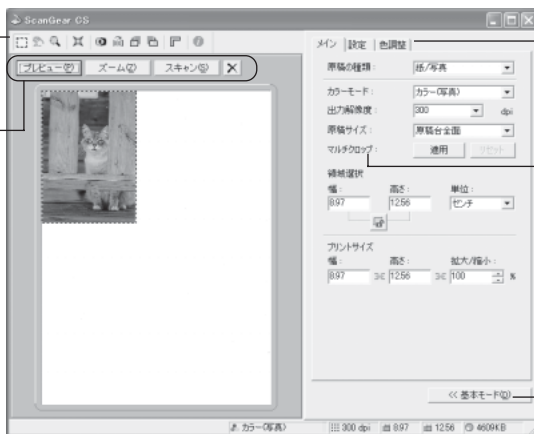 ScanGear CS
メイン 設定 色調整
プレビュー(P) ズーム(Z) スキャン(S)
原稿の種類: 紙/写真
カラーモード: カラー(写真)
出力解像度: 300 dpi
原稿サイズ: 原稿台全面
マルチクロップ: 適用 リセット
領域選択
幅: 高さ: 単位:
8.97 12.56 センチ
プリントサイズ
幅: 高さ: 拡大/縮小:
8.97 12.56 100 %
<< 基本モード(D)
カラー(写真) 300 dpi 8.97 12.56 4609KB